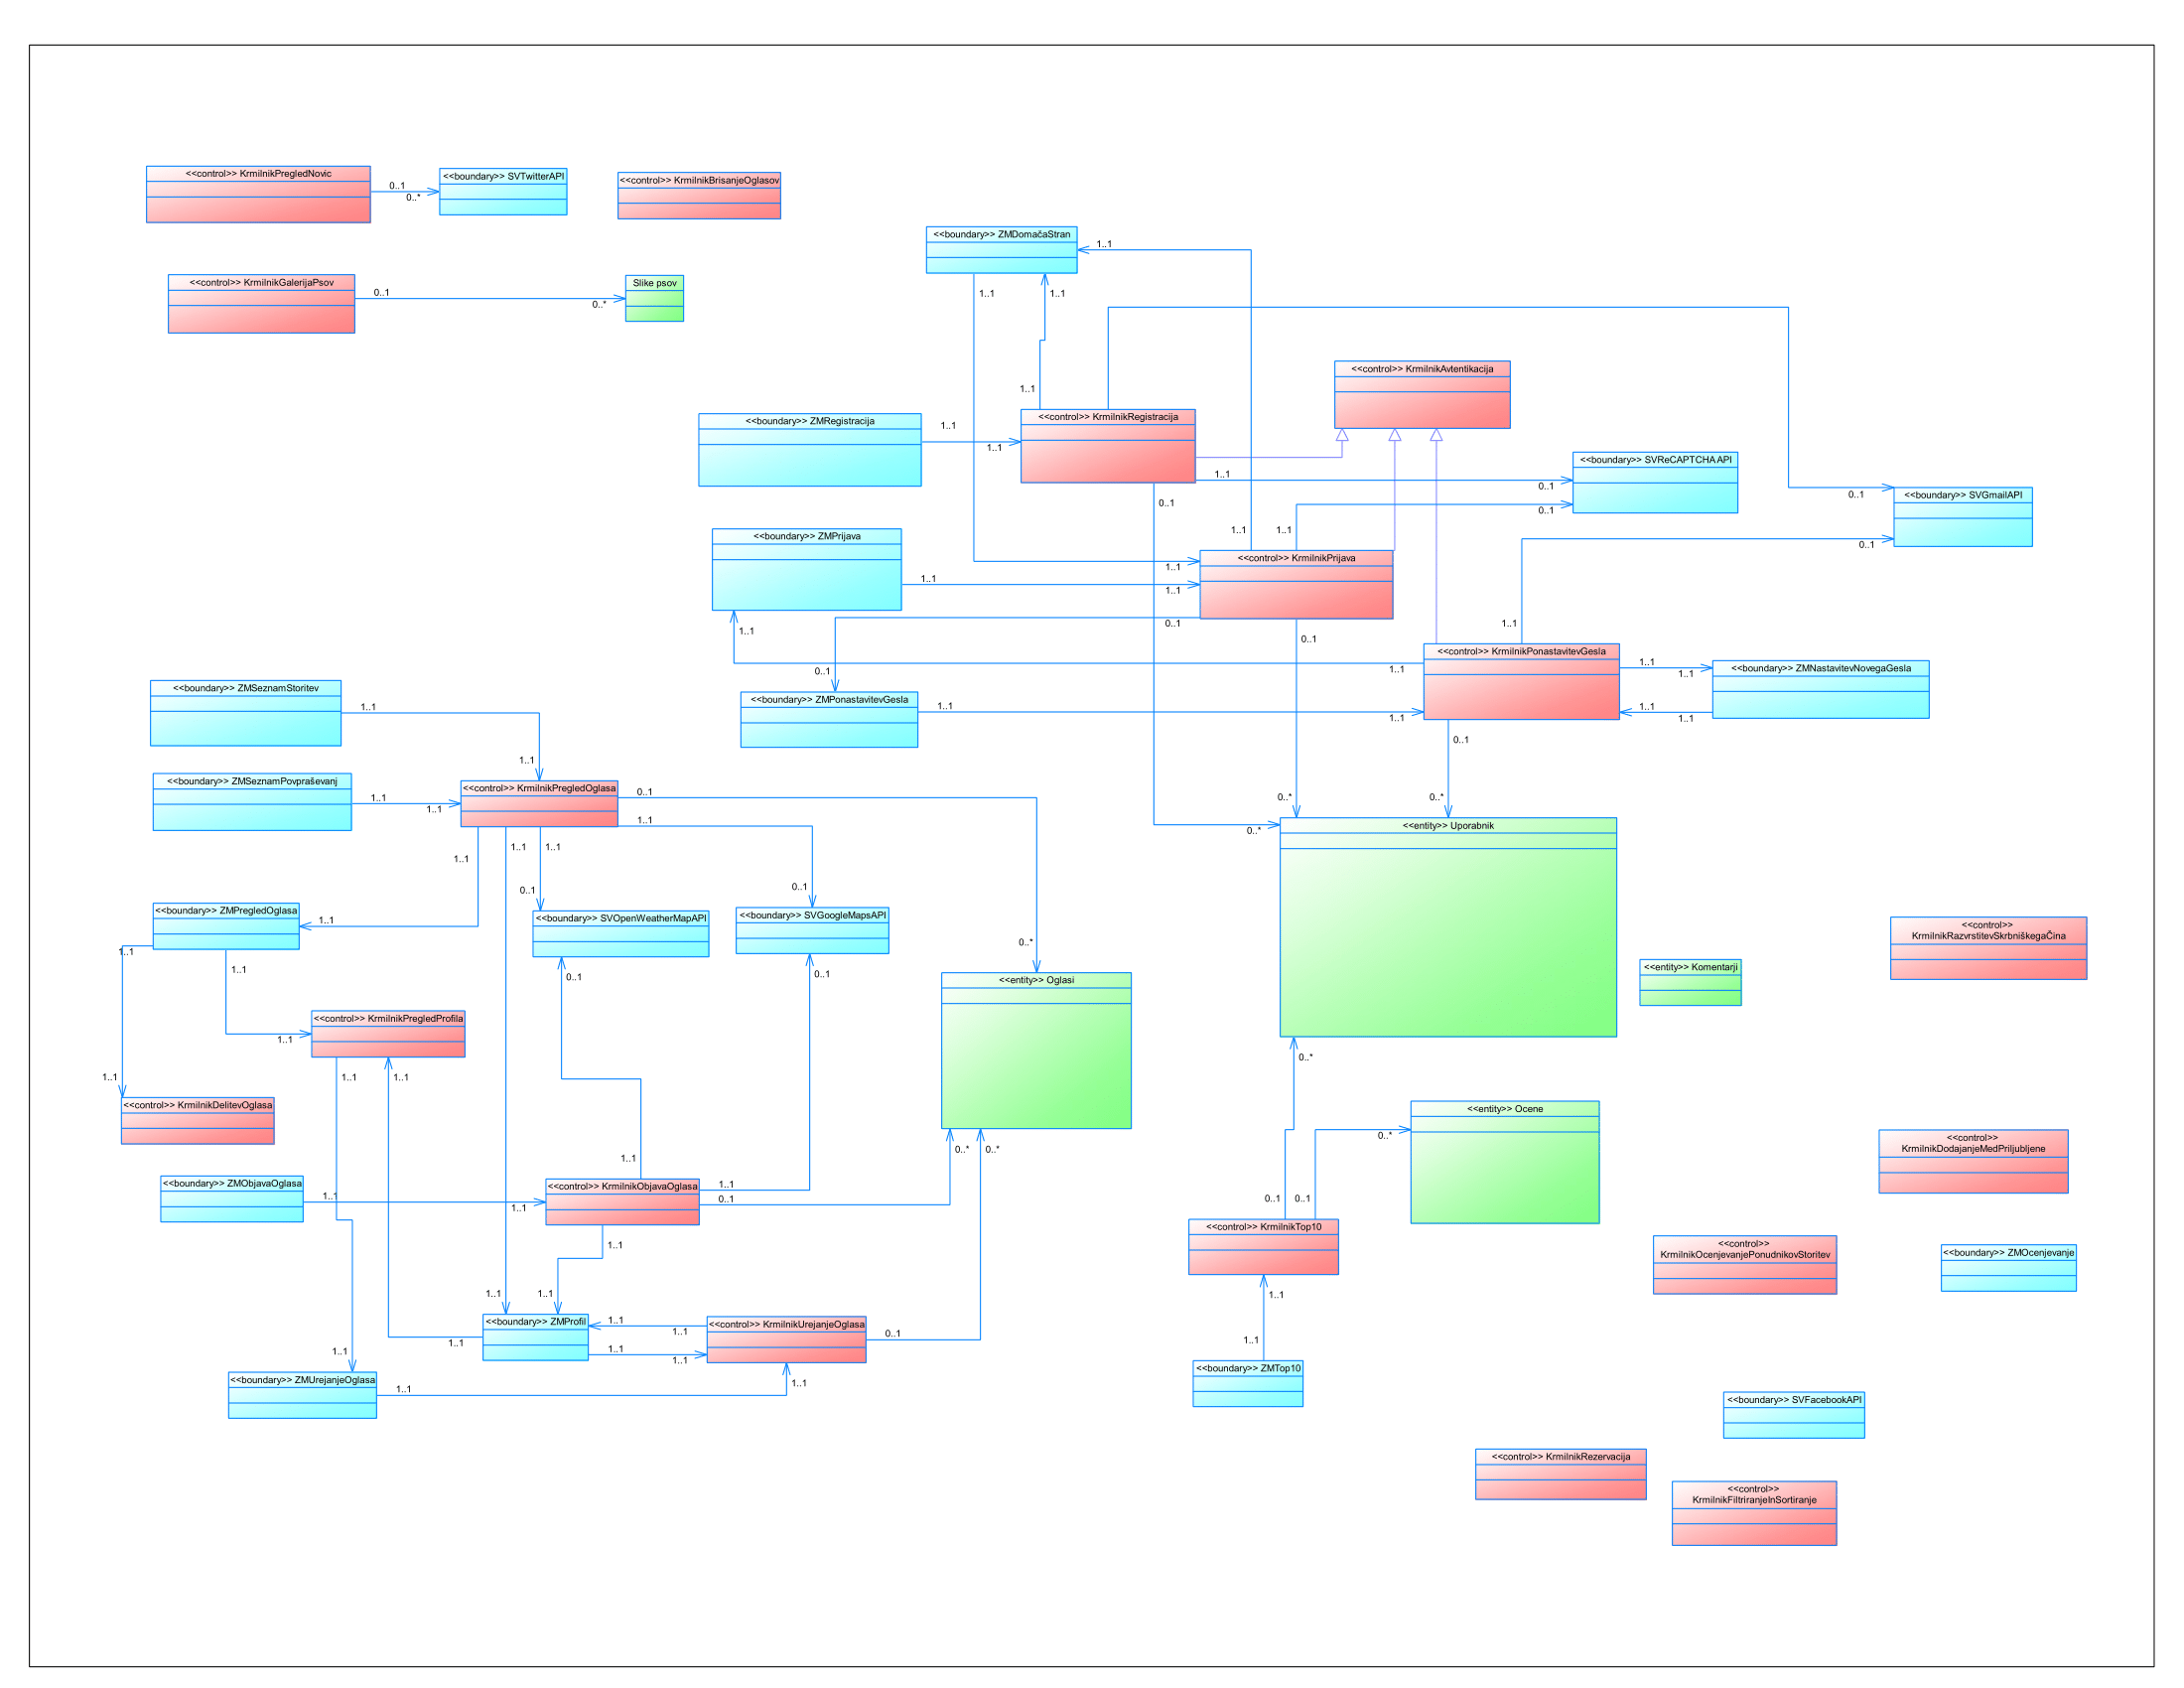 <<control>> KrmilnikPregledNovic
0..1
0..*
<<boundary>> SVTwitterAPI
<<control>> KrmilnikBrisanjeOglasov
<<control>> KrmilnikGalerijaPsov
0..1
0..*
Slike psov
<<boundary>> ZMDomačaStran
1..1
1..1
1..1
1..1
<<control>> KrmilnikAvtentikacija
<<boundary>> ZMRegistracija
1..1
1..1
<<control>> KrmilnikRegistracija
1..1
0..1
<<boundary>> SVReCAPTCHA API
0..1
0..1
0..1
<<boundary>> SVGmailAPI
0..1
<<boundary>> ZMPrijava
1..1
1..1
1..1
1..1
1..1
<<control>> KrmilnikPrijava
0..1
0..1
1..1
0..1
1..1
1..1
<<control>> KrmilnikPonastavitevGesla
1..1
1..1
<<boundary>> ZMNastavitevNovegaGesla
1..1
1..1
<<boundary>> ZMPonastavitevGesla
1..1
1..1
0..1
<<boundary>> ZMSeznamStoritev
1..1
1..1
<<boundary>> ZMSeznamPovpraševanj
1..1
1..1
<<control>> KrmilnikPregledOglasa
0..1
1..1
1..1
1..1
1..1
0..*
0..*
0..*
<<entity>> Uporabnik
0..1
0..1
<<boundary>> ZMPregledOglasa
1..1
<<boundary>> SVOpenWeatherMapAPI
<<boundary>> SVGoogleMapsAPI
0..*
1..1
1..1
0..1
0..1
<<entity>> Oglasi
<<entity>> Komentarji
<<control>>
KrmilnikRazvrstitevSkrbniškegaČina
<<control>> KrmilnikPregledProfila
1..1
1..1
1..1
1..1
<<control>> KrmilnikDelitevOglasa
0..*
<<entity>> Ocene
0..*
<<control>>
KrmilnikDodajanjeMedPriljubljene
0..*
0..*
1..1
<<boundary>> ZMObjavaOglasa
1..1
1..1
<<control>> KrmilnikObjavaOglasa
1..1
0..1
1..1
0..1
0..1
<<control>> KrmilnikTop10
<<control>>
KrmilnikOcenjevanjePonudnikovStoritev
<<boundary>> ZMOcenjevanje
1..1
1..1
1..1
<<boundary>> ZMProfil
1..1
1..1
1..1
1..1
1..1
<<control>> KrmilnikUrejanjeOglasa
0..1
1..1
1..1
<<boundary>> ZMUrejanjeOglasa
1..1
1..1
<<boundary>> ZMTop10
<<boundary>> SVFacebookAPI
<<control>> KrmilnikRezervacija
<<control>>
KrmilnikFiltriranjeInSortiranje